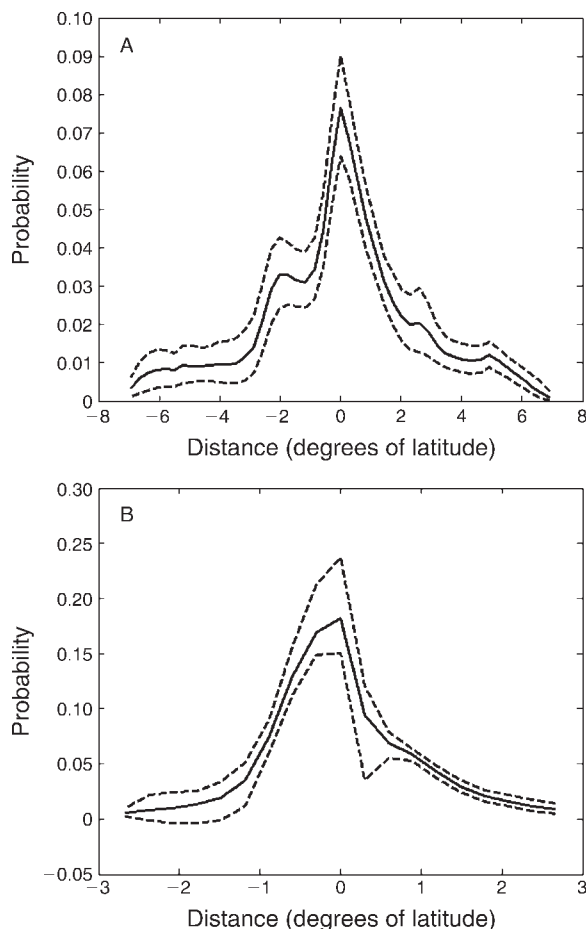 A
0.10
0.09
0.08
0.07
0.06
0.05
0.04
0.03
0.02
0.01
0
Probability
−8 −6 −4 −2 0 2 4 6 8
Distance (degrees of latitude)
B
0.30
0.25
0.20
0.15
0.10
0.05
0
−0.05
Probability
−3 −2 −1 0 1 2 3
Distance (degrees of latitude)